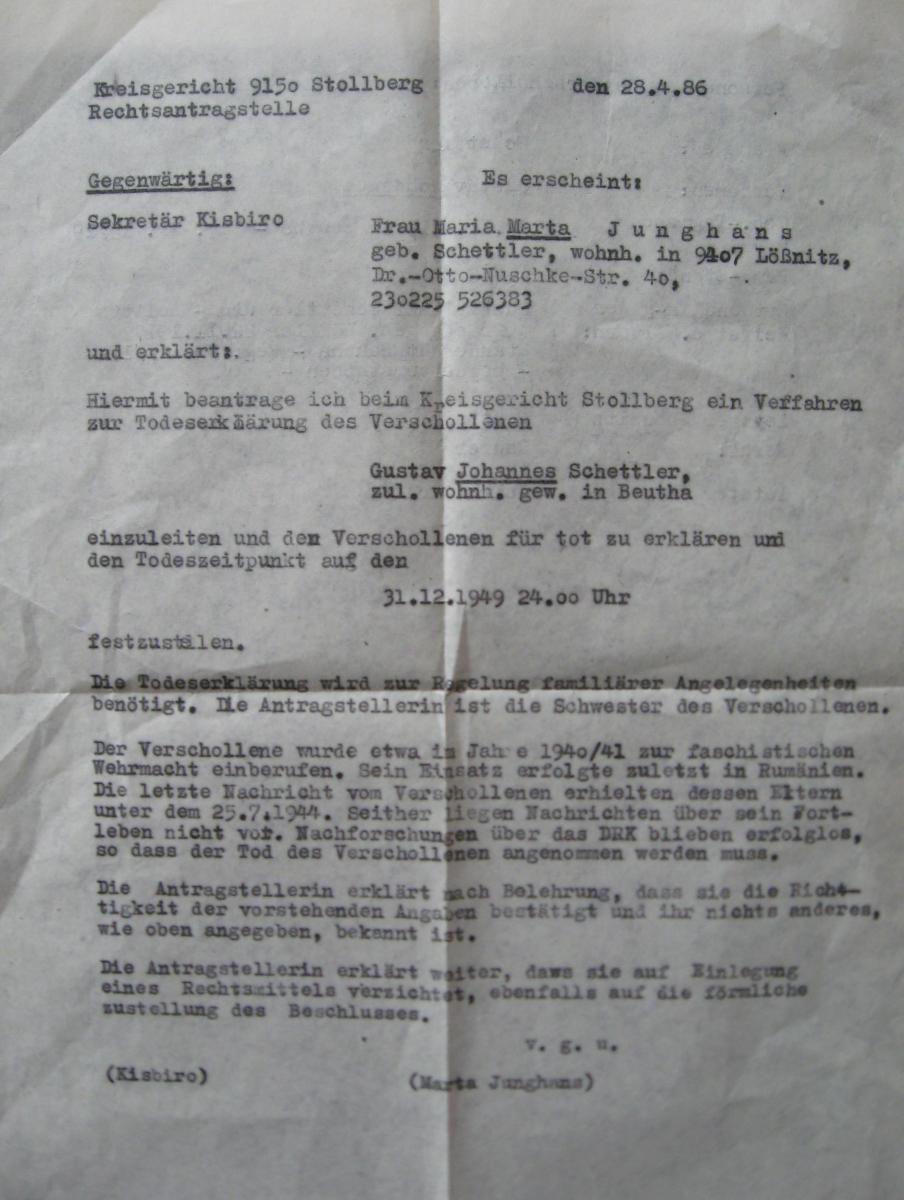 Kreisgericht 915o Stollberg den 28.4.86
Rechtsantragstelle
Gegenwärtig: Es erscheint:
Sekretär Kisbiro
Frau Maria Marta J u n g h a n s
geb. Schettler, wohnh. in 94o7 Lößnitz,
Dr.-Otto-Nuschke-Str. 4o,
23o225 526383
und erklärt:.
Hiermit beantrage ich beim Kreisgericht Stollberg ein Verffahren
zur Todeserkäärung des Verschollenen
Gustav Johannes Schettler,
zul. wohnh. gew. in Beutha
einzuleiten und den Verschollenen für tot zu erklären und
den Todeszeitpunkt auf den
31.12.1949 24.oo Uhr
festzustälen.
Die Todeserklärung wird zur Regelung familiärer Angelegenheiten
benötigt. Die Antragstellerin ist die Schwester des Verschollenen.
Der Verschollene wurde etwa im Jahre 194o/41 zur faschistischen
Wehrmacht einberufen. Sein Einsatz erfolgte zuletzt in Rumänien.
Die letzte Nachricht vom Verschollenen erhielten dessen Eltern
unter dem 25.7.1944. Seither liegen Nachrichten über sein Fort-
leben nicht vor. Nachforschungen über das DRK blieben erfolglos,
so dass der Tod des Verschollenen angenommen werden muss.
Die Antragstellerin erklärt nach Belehrung, dass sie die Richt-
tigkeit der vorstehenden Angaben bestätigt und ihr nichts anderes,
wie oben angegeben, bekannt ist.
Die Antragstellerin erklärt weiter, dass sie auf Einlegung
eines Rechtsmittels verzichtet, ebenfalls auf die förmliche
zustellung des Beschlusses.
v. g. u.
(Kisbiro) (Marta Junghans)